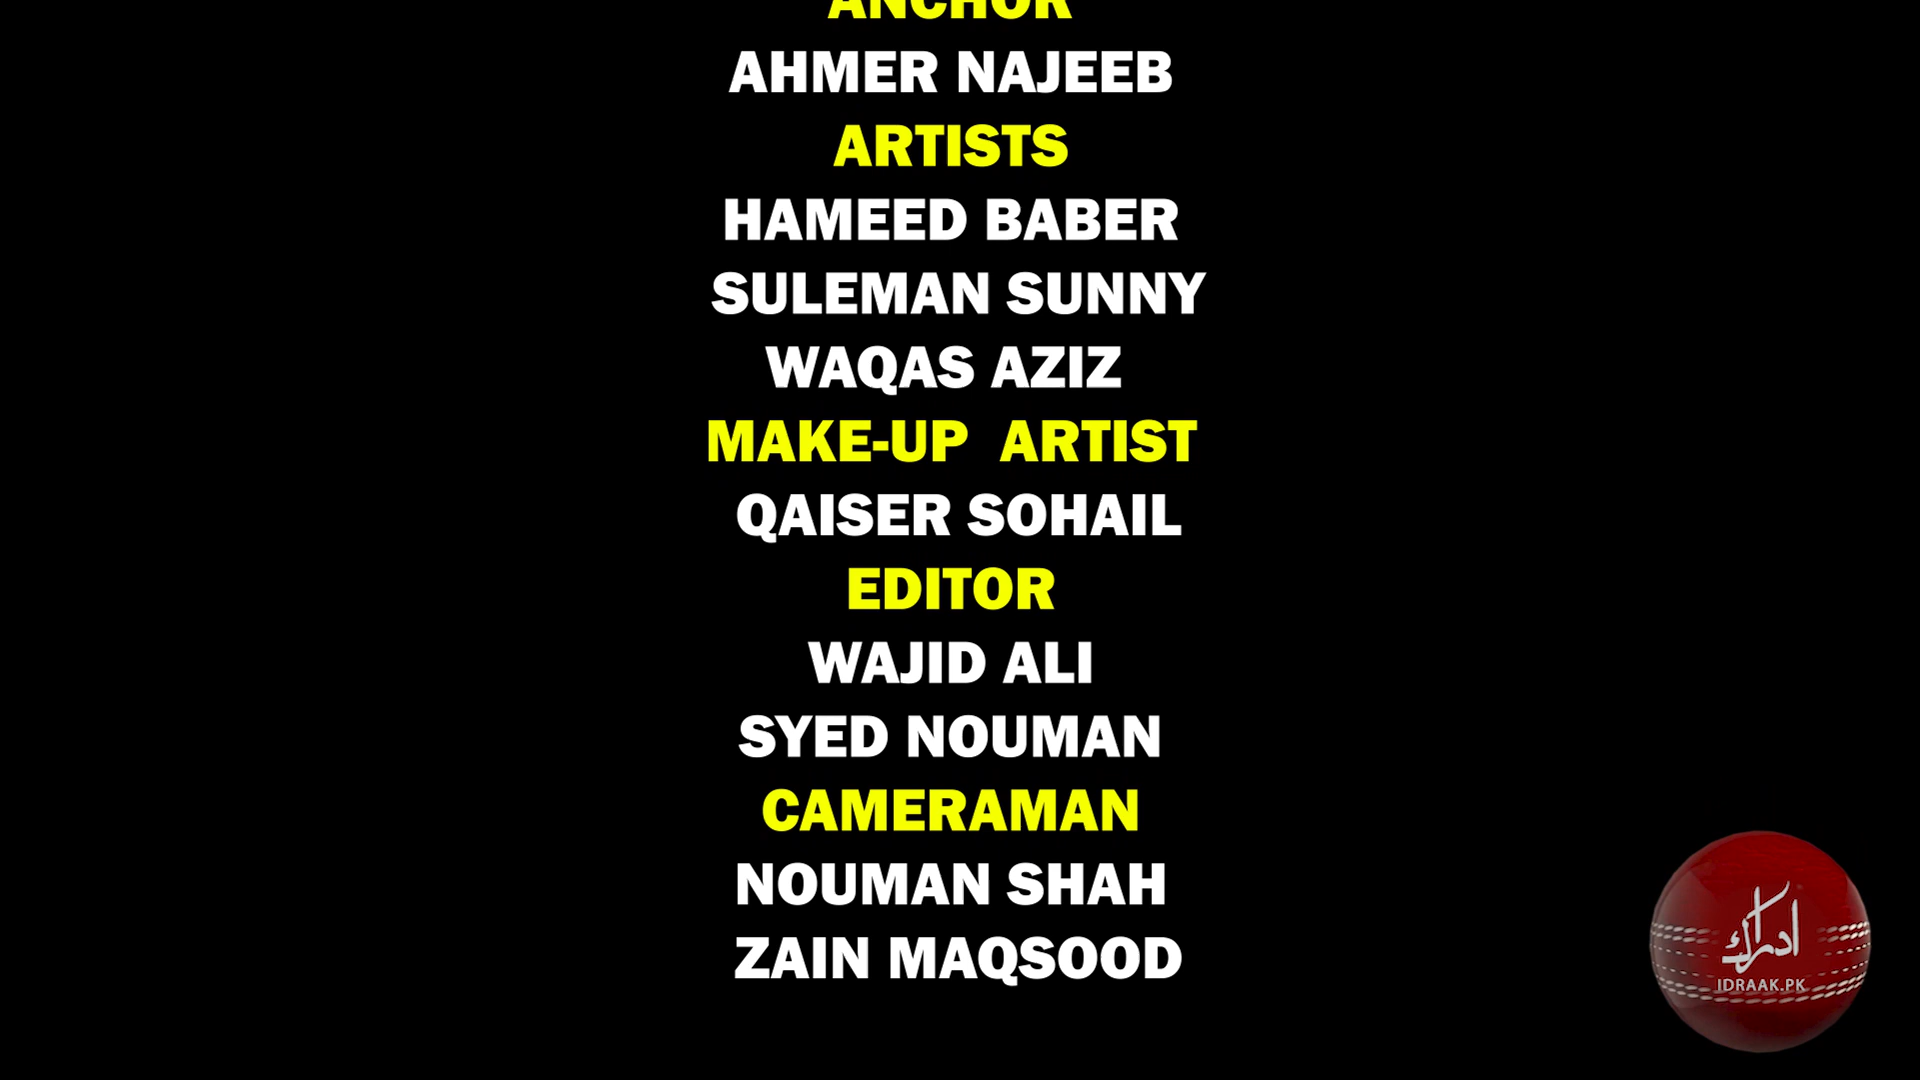 ANCHOR
AHMER NAJEEB
ARTISTS
HAMEED BABER
SULEMAN SUNNY
WAQAS AZIZ
MAKE-UP ARTIST
QAISER SOHAIL
EDITOR
WAJID ALI
SYED NOUMAN
CAMERAMAN
NOUMAN SHAH
ZAIN MAQSOOD
ادراک
IDRAAK.PK